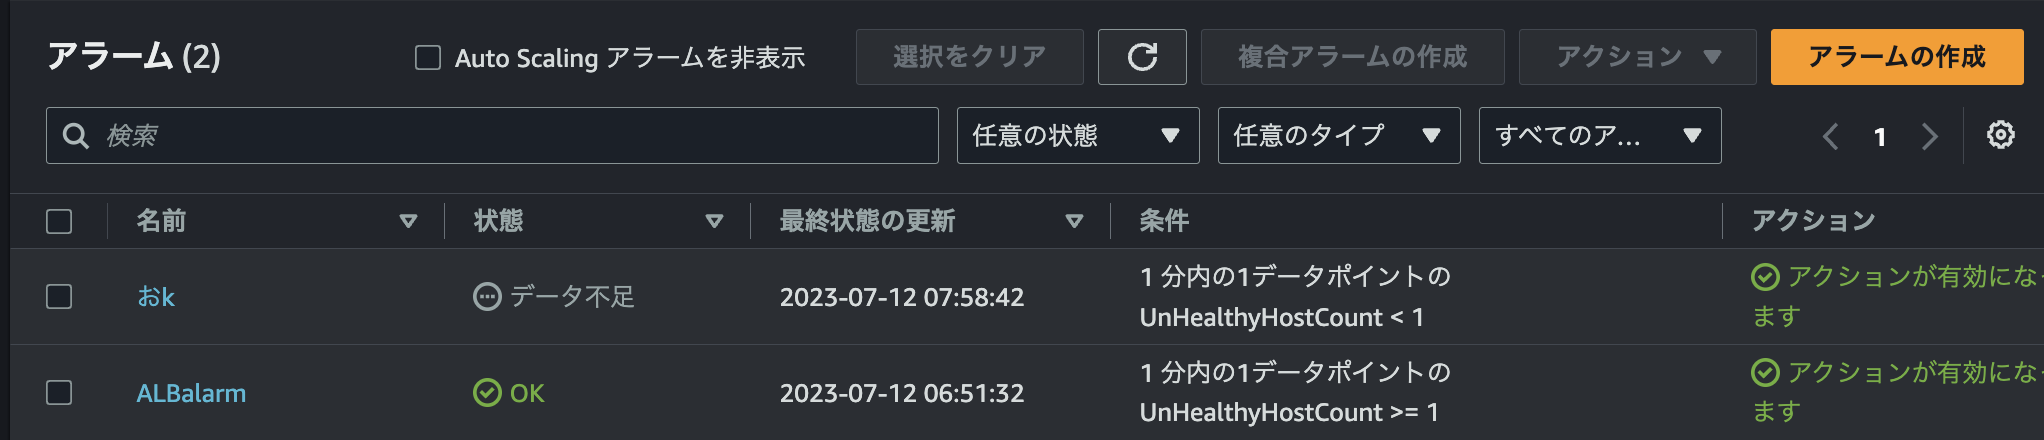 アラーム (2)
Auto Scaling アラームを非表示
選択をクリア
複合アラームの作成
アクション
アラームの作成
検索
任意の状態
任意のタイプ
すべてのア...
1
名前
状態
最終状態の更新
条件
アクション
おk
データ不足
2023-07-12 07:58:42
1 分内の1データポイントの
UnHealthyHostCount < 1
アクションが有効になっ
ます
ALBalarm
OK
2023-07-12 06:51:32
1 分内の1データポイントの
UnHealthyHostCount >= 1
アクションが有効になっ
ます